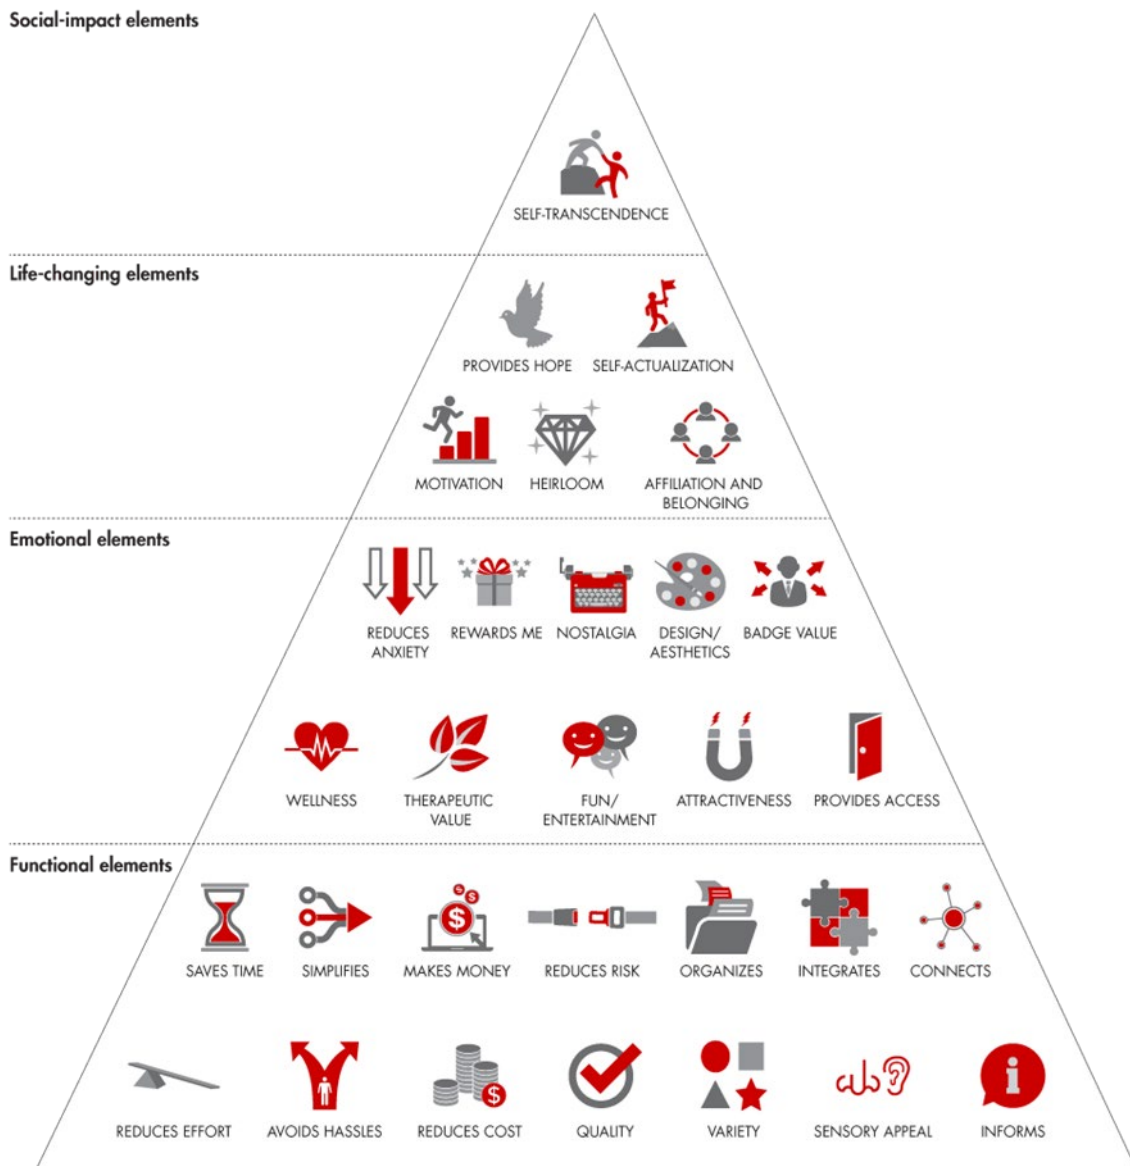 Social-impact elements
SELF-TRANSCENDENCE
Life-changing elements
PROVIDES HOPE
SELF-ACTUALIZATION
MOTIVATION
HEIRLOOM
AFFILIATION AND
BELONGING
Emotional elements
REDUCES
ANXIETY
REWARDS ME
NOSTALGIA
DESIGN/
AESTHETICS
BADGE VALUE
WELLNESS
THERAPEUTIC
VALUE
FUN/
ENTERTAINMENT
ATTRACTIVENESS
PROVIDES ACCESS
Functional elements
$
$
$
SAVES TIME
SIMPLIFIES
MAKES MONEY
REDUCES RISK
ORGANIZES
INTEGRATES
CONNECTS
$
i
REDUCES EFFORT
AVOIDS HASSLES
REDUCES COST
QUALITY
VARIETY
SENSORY APPEAL
INFORMS